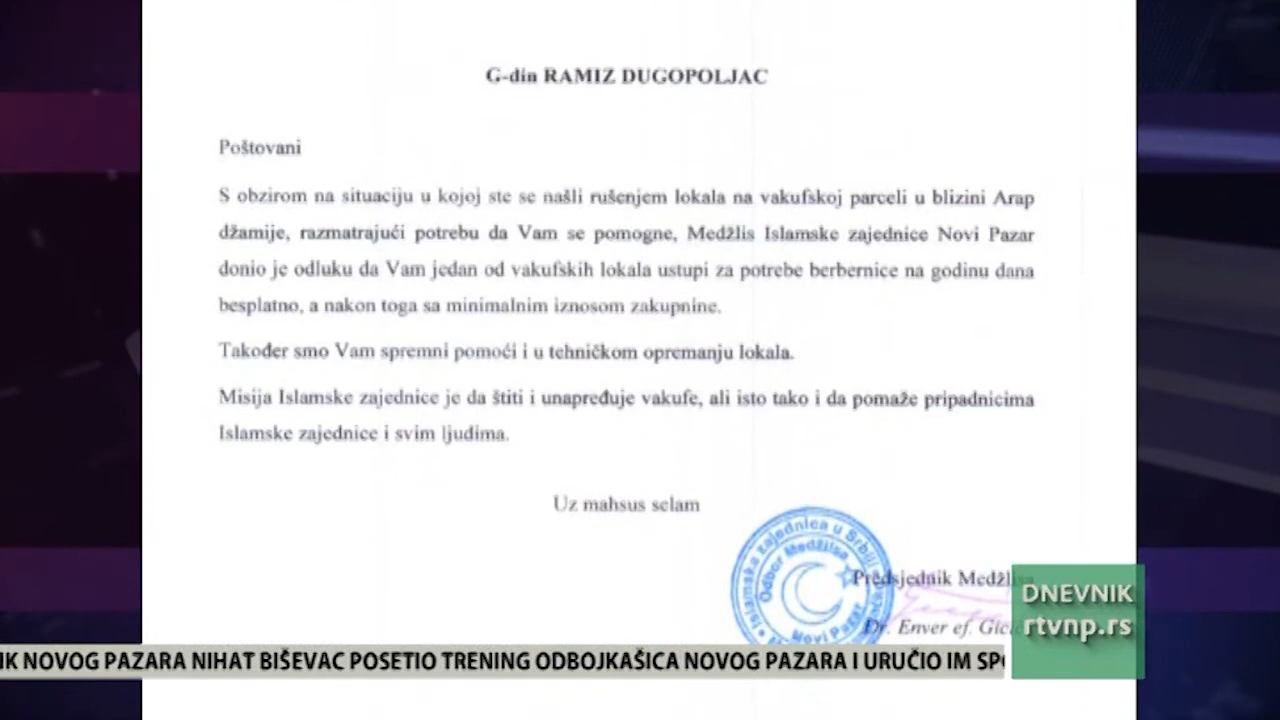 G-din RAMIZ DUGOPOLJAC
Poštovani
S obzirom na situaciju u kojoj ste se našli rušenjem lokala na vakufskoj parceli u blizini Arap
džamije, razmatrajući potrebu da Vam se pomogne, Medžlis Islamske zajednice Novi Pazar
donio je odluku da Vam jedan od vakufskih lokala ustupi za potrebe berbernice na godinu dana
besplatno, a nakon toga sa minimalnim iznosom zakupnine.
Također smo Vam spremni pomoći i u tehničkom opremanju lokala.
Misija Islamske zajednice je da štiti i unapređuje vakufe, ali isto tako i da pomaže pripadnicima
Islamske zajednice i svim ljudima.
Uz mahsus selam
Islamska zajednica u Srbiji
Odbor Medžlisa
Novi Pazar
Predsjednik Medžlisa
Dr. Enver ef.
DNEVNIK
rtvnp.rs
NOVOG PAZARA NIHAT BIŠEVAC POSETIO TRENING ODBOJKAŠICA NOVOG PAZARA I URUČIO IM